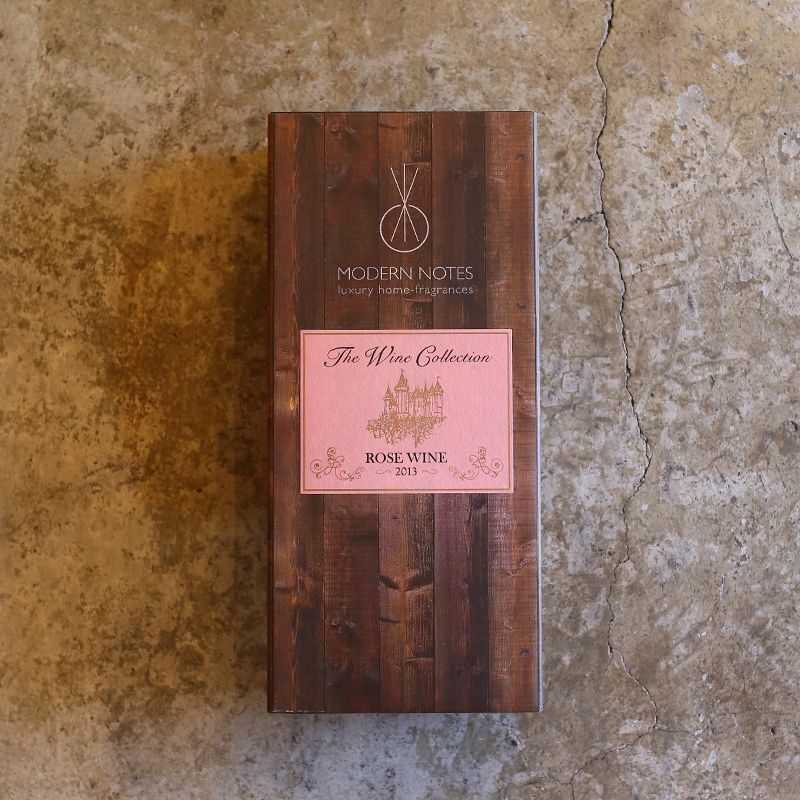 MODERN NOTES
luxury home-fragrances
The Wine Collection
ROSE WINE
2013